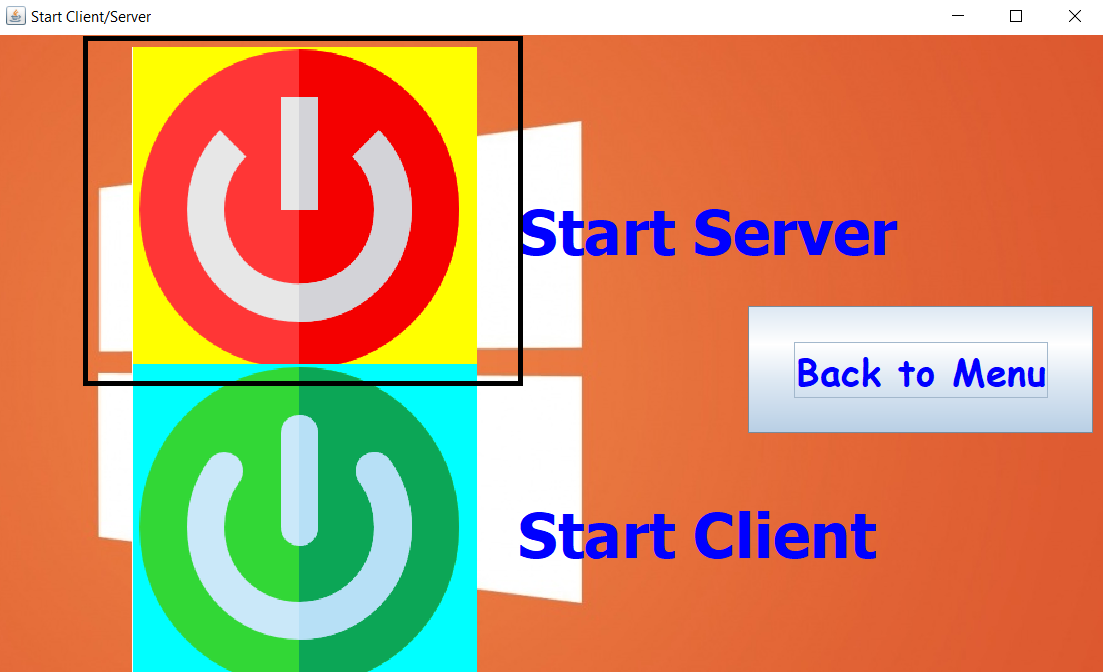 Start Client/Server
Start Server
Back to Menu
Start Client